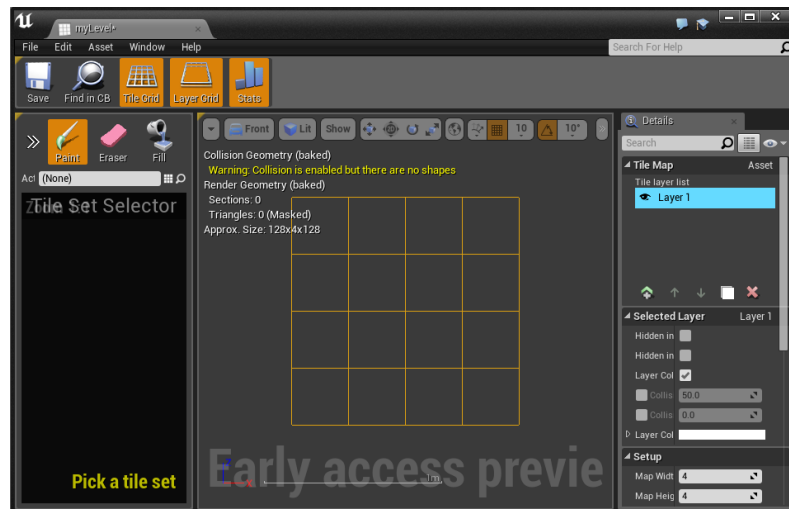 myLevel*
File Edit Asset Window Help
Search For Help
Save Find in CB Tile Grid Layer Grid Stats
Paint Eraser Fill
(None)
Tile Set Selector
Pick a tile set
Front Lit Show 10 10°
Collision Geometry (baked)
Warning: Collision is enabled but there are no shapes
Render Geometry (baked)
Sections: 0
Triangles: 0 (Masked)
Approx. Size: 128x4x128
1m
Early access previe
Details
Search
Tile Map Asset
Tile layer list
Layer 1
Selected Layer Layer 1
Hidden in
Hidden in
Layer Col
Collis 50.0
Collis 0.0
Layer Col
Setup
Map Widt 4
Map Heig 4